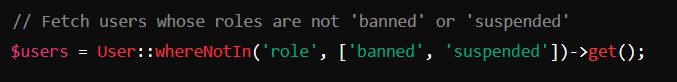 // Fetch users whose roles are not 'banned' or 'suspended'
$users = User::whereNotIn('role', ['banned', 'suspended'])->get();